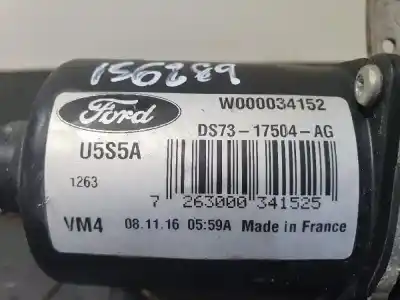 156289
Ford
W000034152
DS73-17504-AG
U5S5A
1263
7 263000 341525
VM4 08.11.16 05:59A Made in France